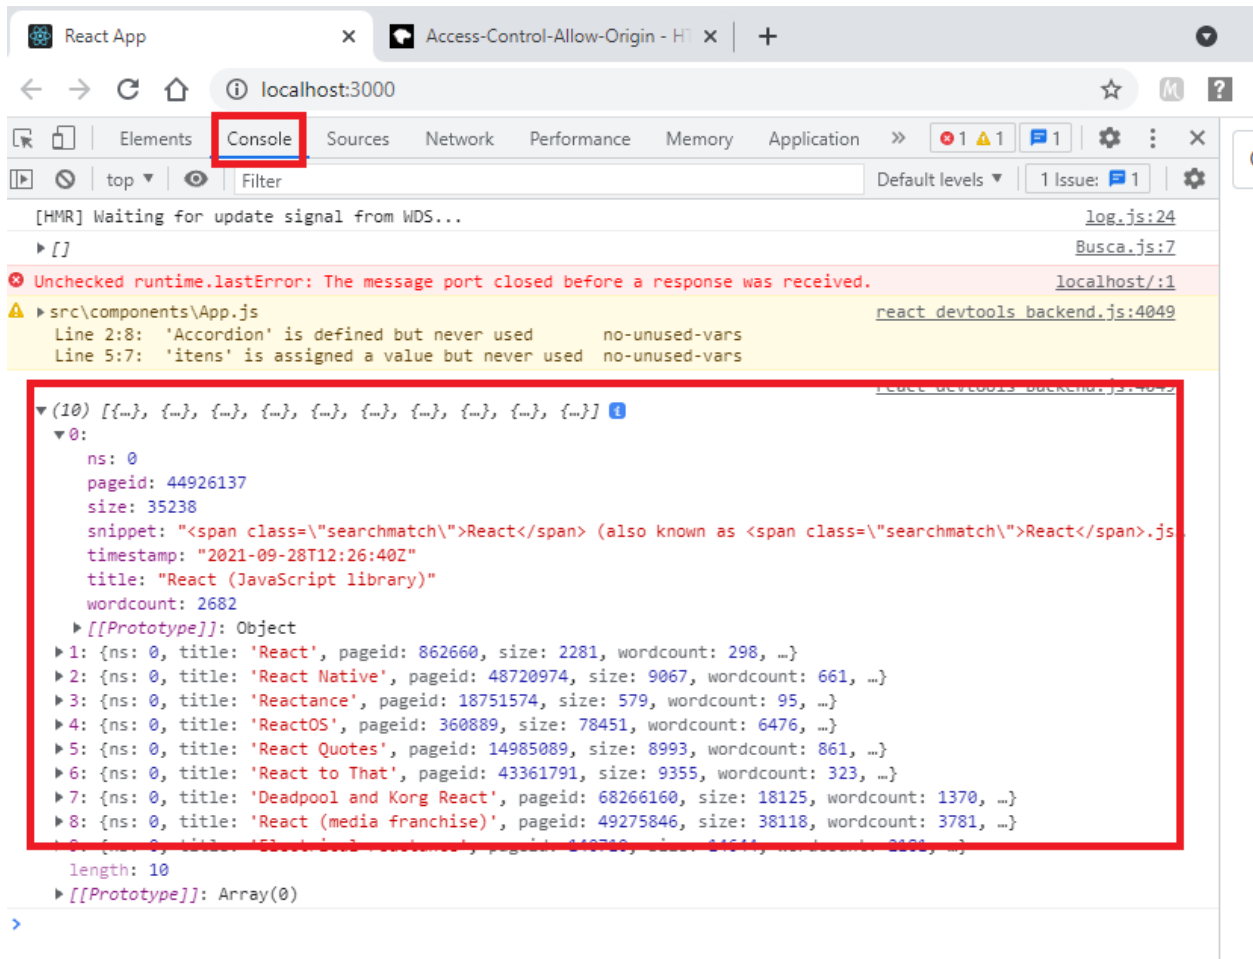 React App
Access-Control-Allow-Origin - HT
localhost:3000
Elements Console Sources Network Performance Memory Application 1 1 1
top Filter Default levels 1 Issue: 1
[HMR] Waiting for update signal from WDS... log.js:24
[] Busca.js:7
Unchecked runtime.lastError: The message port closed before a response was received. localhost/:1
src\components\App.js react devtools backend.js:4049
Line 2:8: 'Accordion' is defined but never used no-unused-vars
Line 5:7: 'itens' is assigned a value but never used no-unused-vars
react devtools backend.js:4049
(10) [{…}, {…}, {…}, {…}, {…}, {…}, {…}, {…}, {…}, {…}]
0:
ns: 0
pageid: 44926137
size: 35238
snippet: "<span class=\"searchmatch\">React</span> (also known as <span class=\"searchmatch\">React</span>.js
timestamp: "2021-09-28T12:26:40Z"
title: "React (JavaScript library)"
wordcount: 2682
[[Prototype]]: Object
1: {ns: 0, title: 'React', pageid: 862660, size: 2281, wordcount: 298, …}
2: {ns: 0, title: 'React Native', pageid: 48720974, size: 9067, wordcount: 661, …}
3: {ns: 0, title: 'Reactance', pageid: 18751574, size: 579, wordcount: 95, …}
4: {ns: 0, title: 'ReactOS', pageid: 360889, size: 78451, wordcount: 6476, …}
5: {ns: 0, title: 'React Quotes', pageid: 14985089, size: 8993, wordcount: 861, …}
6: {ns: 0, title: 'React to That', pageid: 43361791, size: 9355, wordcount: 323, …}
7: {ns: 0, title: 'Deadpool and Korg React', pageid: 68266160, size: 18125, wordcount: 1370, …}
8: {ns: 0, title: 'React (media franchise)', pageid: 49275846, size: 38118, wordcount: 3781, …}
length: 10
[[Prototype]]: Array(0)